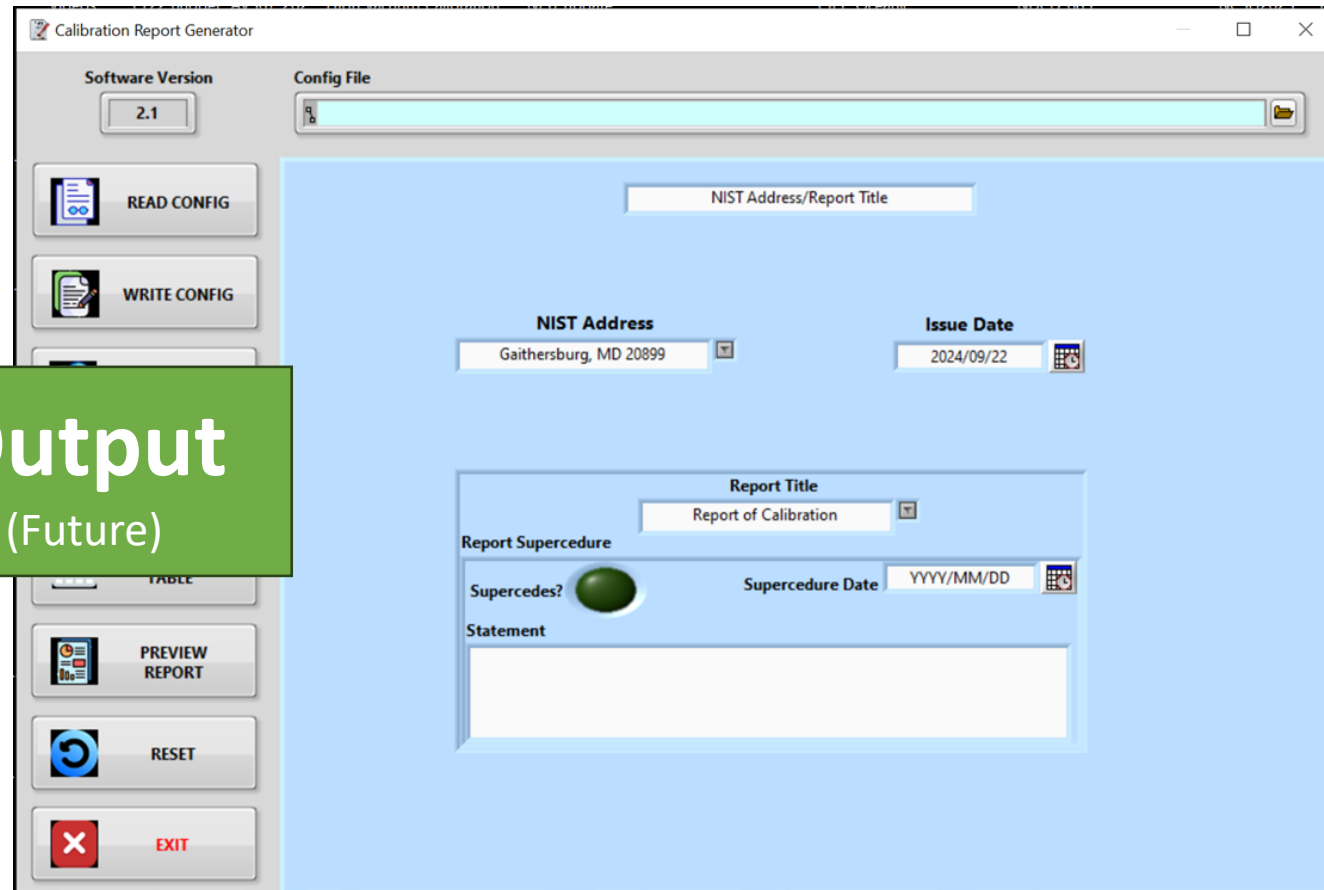 Calibration Report Generator
Software Version
Config File
2.1
READ CONFIG
NIST Address/Report Title
WRITE CONFIG
NIST Address
Issue Date
Gaithersburg, MD 20899
2024/09/22
utput
(Future)
Report Title
Report of Calibration
Report Supercedure
TABLE
Supercedes?
Supercedure Date
YYYY/MM/DD
Statement
PREVIEW
REPORT
RESET
EXIT